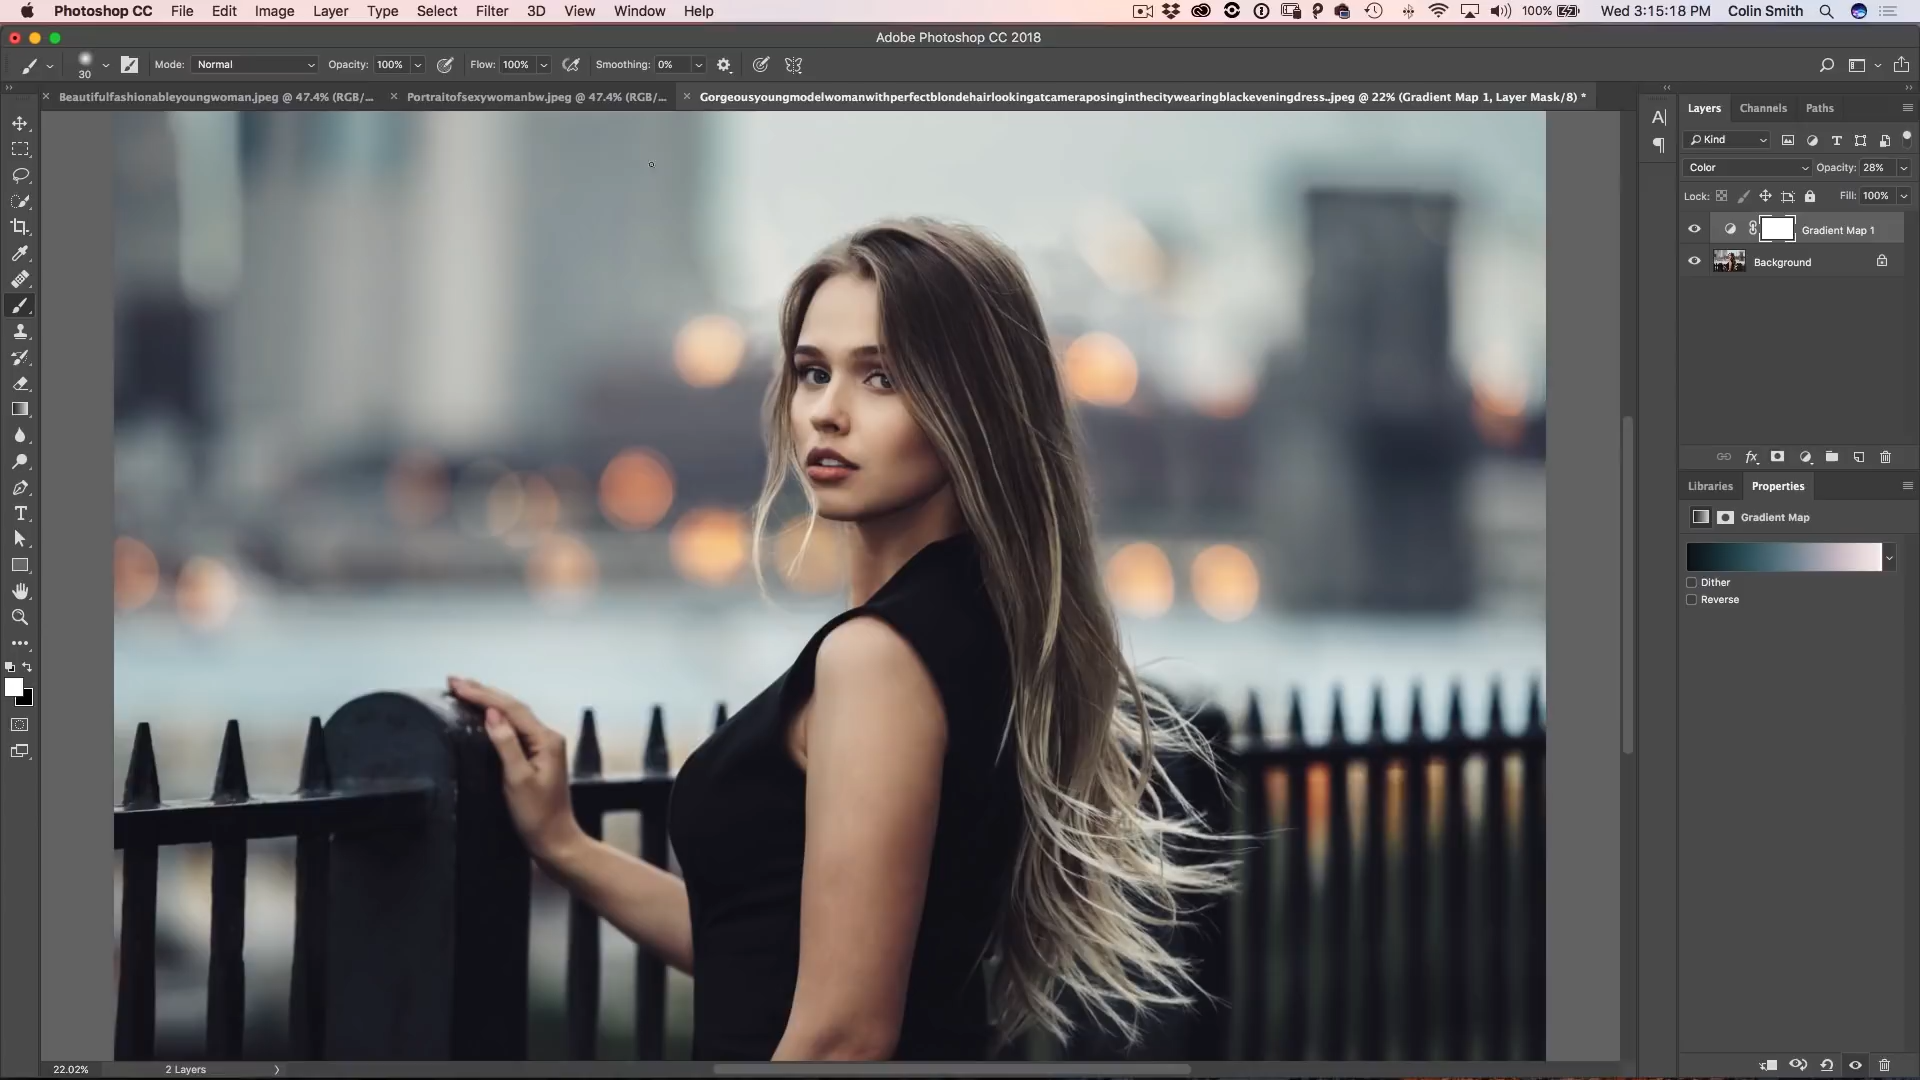 Photoshop CC File Edit Image Layer Type Select Filter 3D View Window Help 100% Wed 3:15:18 PM Colin Smith
Adobe Photoshop CC 2018
30 Mode: Normal Opacity: 100% Flow: 100% Smoothing: 0%
Beautifulfashionableyoungwoman.jpeg @ 47.4% (RGB/... Portraitofsexywomanbw.jpeg @ 47.4% (RGB/... Gorgeousyoungmodelwomanwithperfectblondehairlookingatcameraposinginthecitywearingblackeveningdress..jpeg @ 22% (Gradient Map 1, Layer Mask/8) *
Layers Channels Paths
Kind
Color Opacity: 28%
Lock: Fill: 100%
Gradient Map 1
Background
Libraries Properties
Gradient Map
Dither
Reverse
22.02% 2 Layers